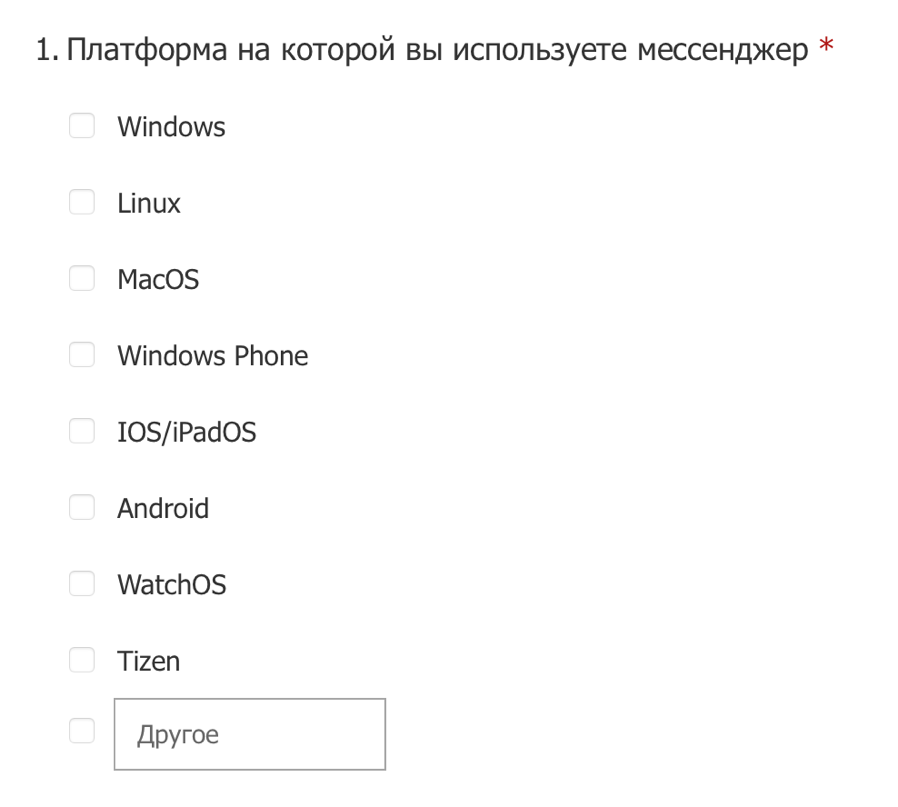 1. Платформа на которой вы используете мессенджер *
Windows
Linux
MacOS
Windows Phone
IOS/iPadOS
Android
WatchOS
Tizen
Другое